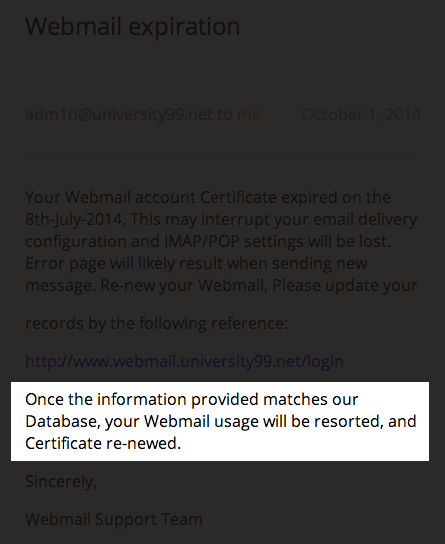 Webmail expiration
adm1n@university99.net to me October 1, 2014
Your Webmail account Certificate expired on the
8th-July-2014. This may interrupt your email delivery
configuration and IMAP/POP settings will be lost.
Error page will likely result when sending new
message. Re-new your Webmail, Please update your
records by the following reference:
http://www.webmail.university99.net/login
Once the information provided matches our
Database, your Webmail usage will be resorted, and
Certificate re-newed.
Sincerely,
Webmail Support Team